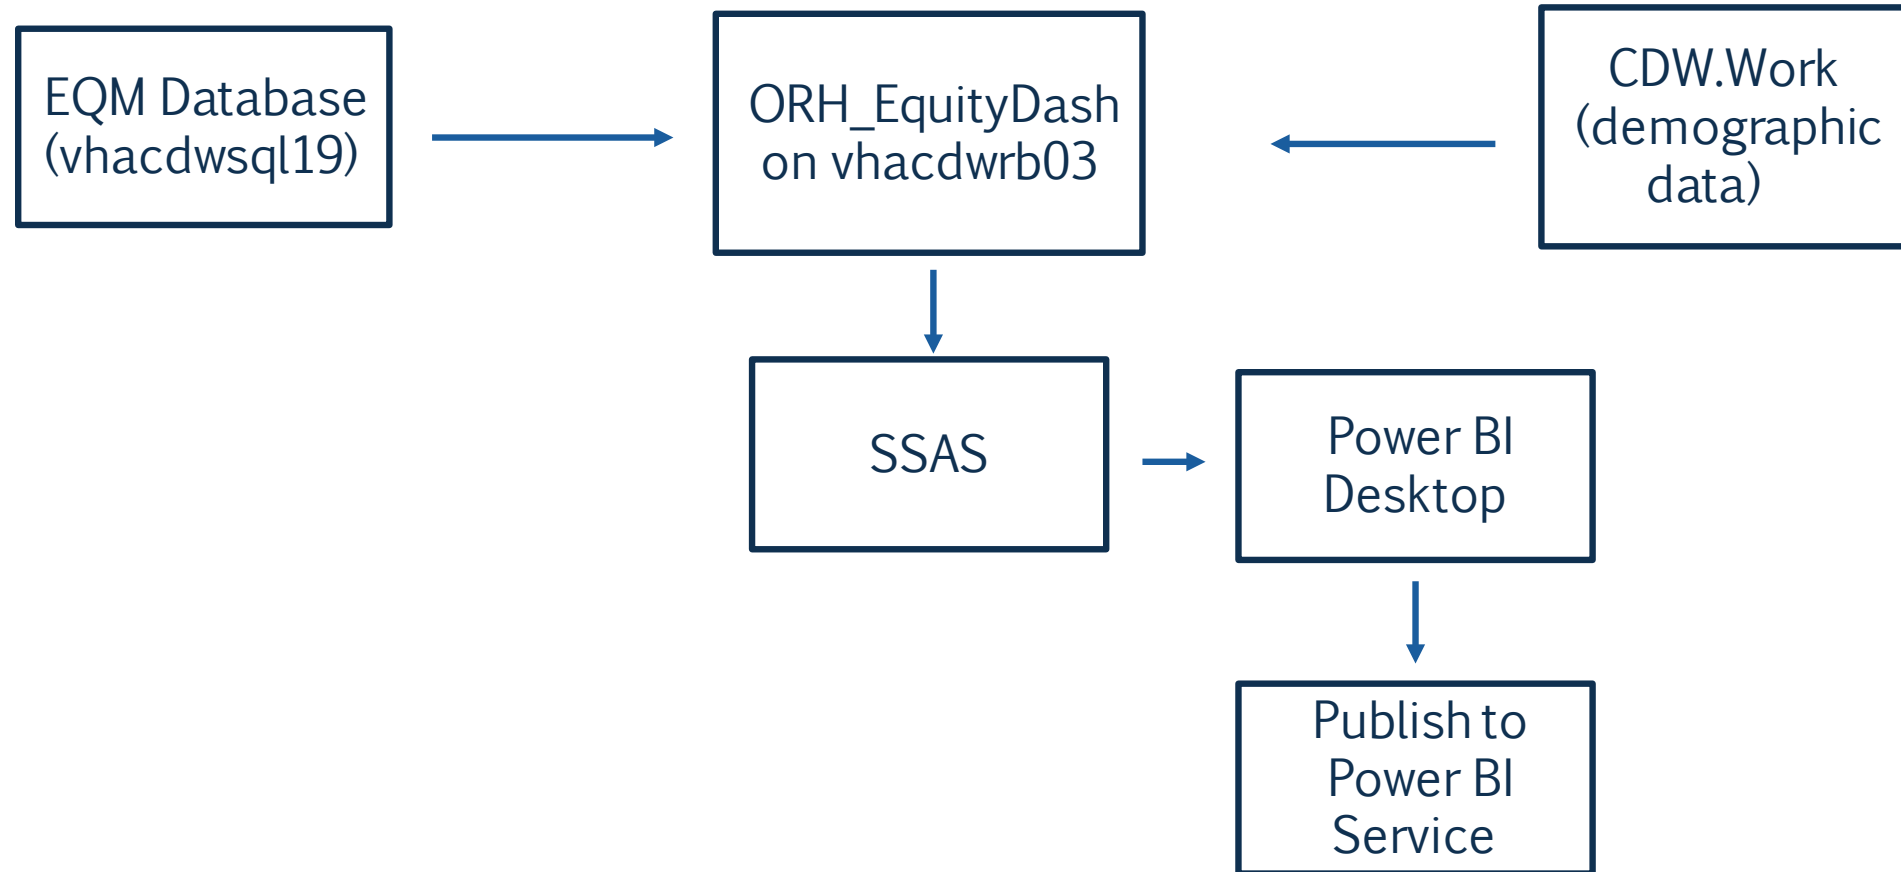 EQM Database
(vhacdwsql19)
ORH_EquityDash
on vhacdwrb03
CDW.Work
(demographic
data)
SSAS
Power BI
Desktop
Publish to
Power BI
Service